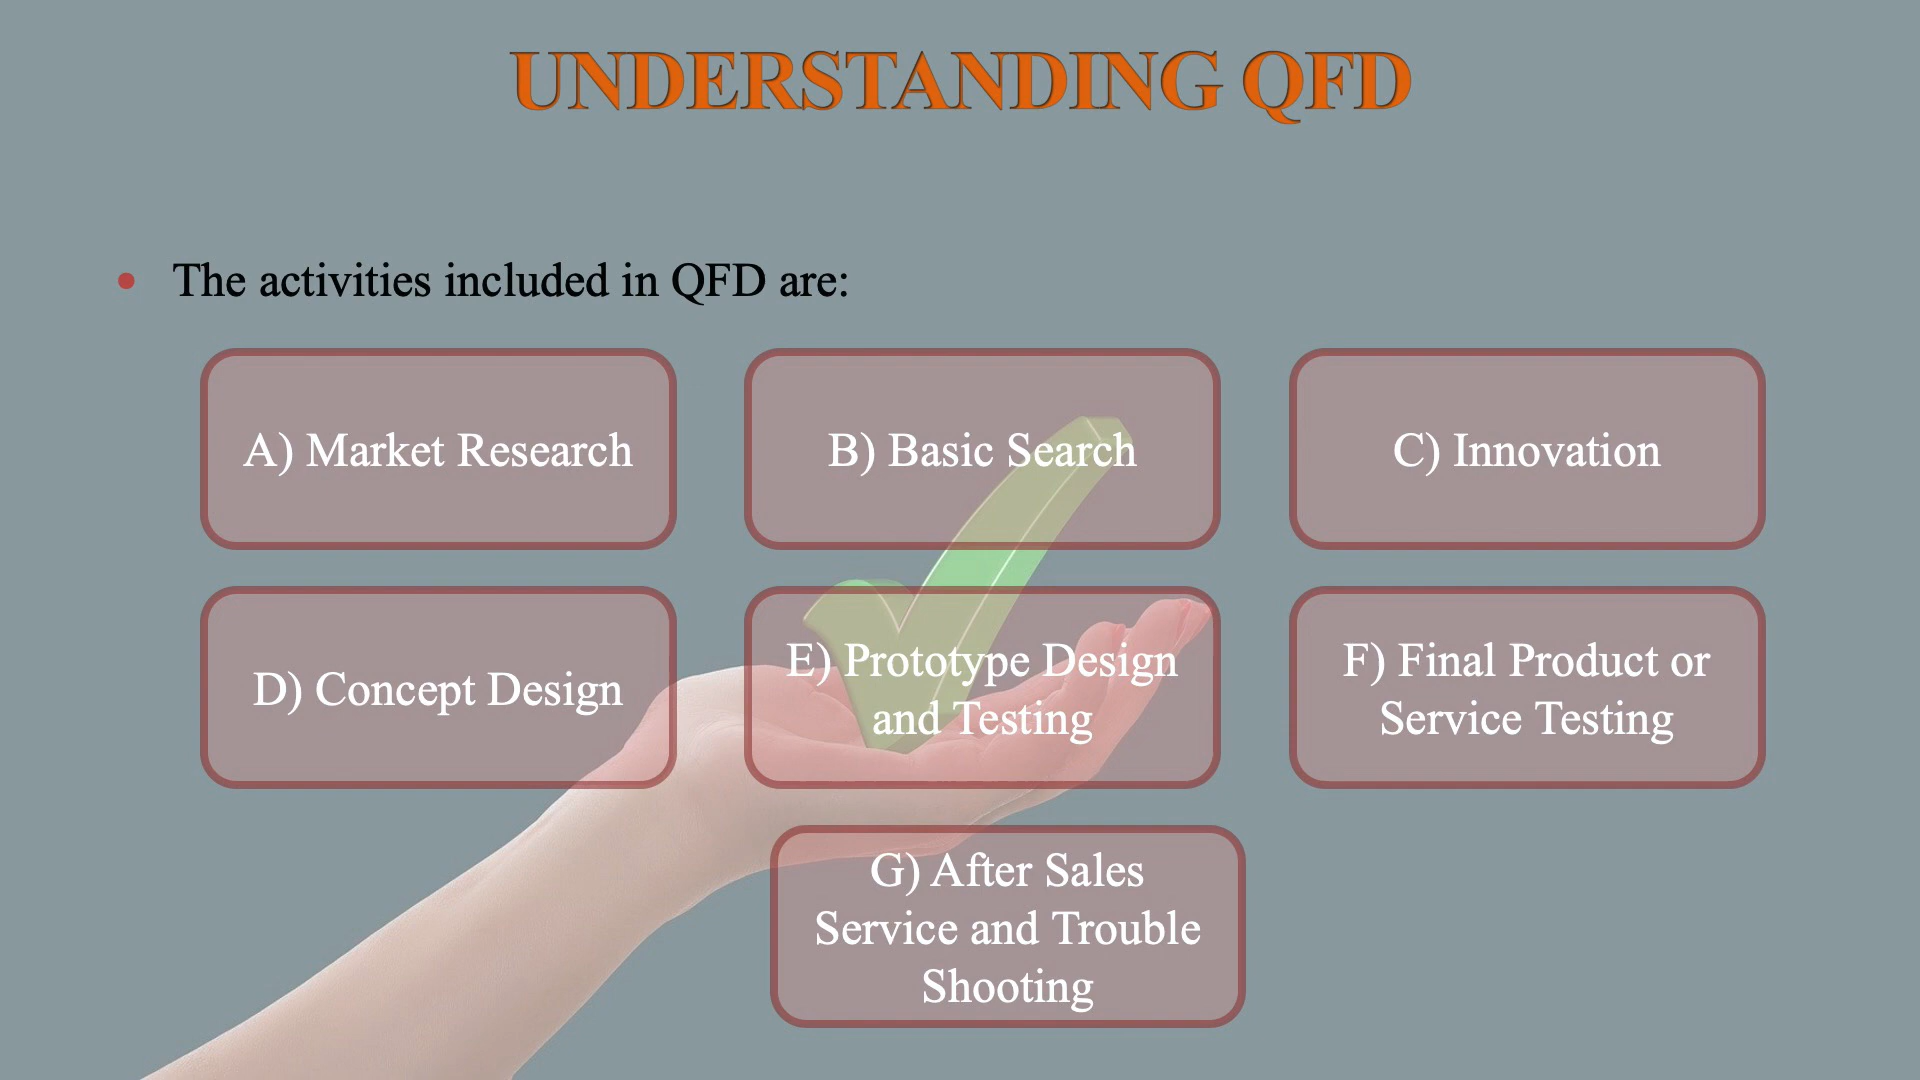 UNDERSTANDING QFD
• The activities included in QFD are:
A) Market Research
B) Basic Search
C) Innovation
D) Concept Design
E) Prototype Design
and Testing
F) Final Product or
Service Testing
G) After Sales
Service and Trouble
Shooting